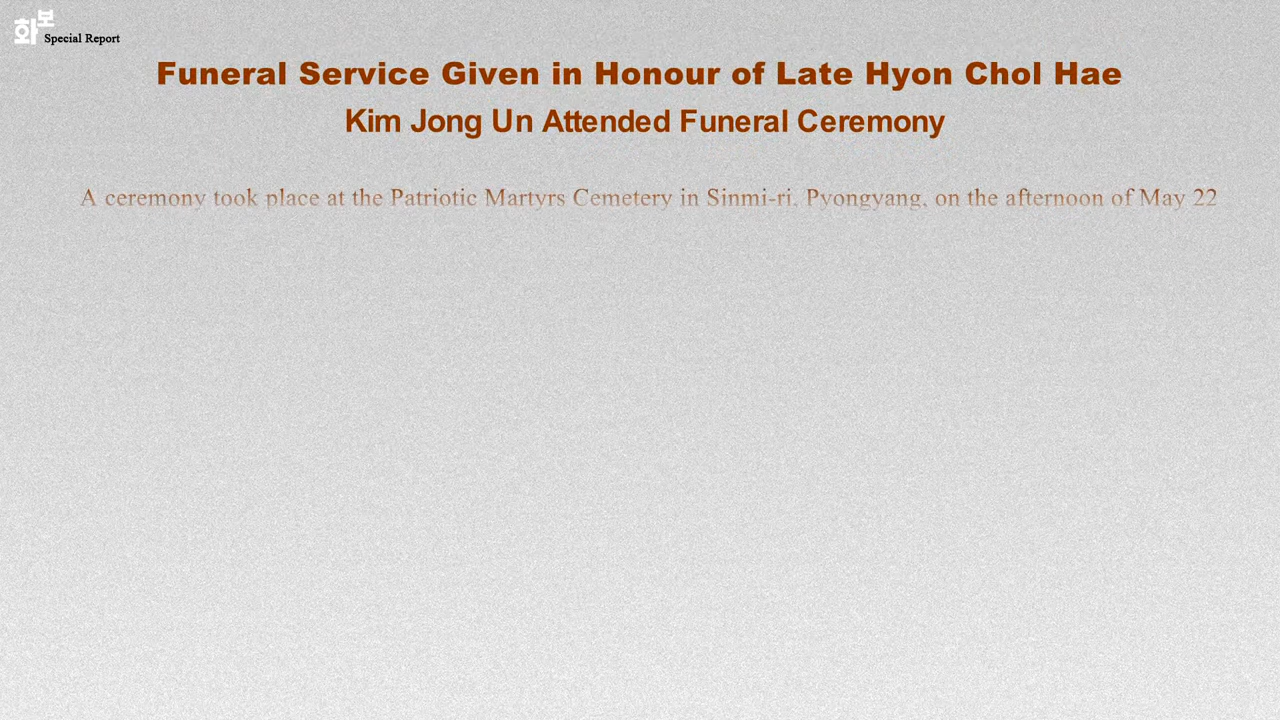 화보 Special Report
Funeral Service Given in Honour of Late Hyon Chol Hae
Kim Jong Un Attended Funeral Ceremony
A ceremony took place at the Patriotic Martyrs Cemetery in Sinmi-ri, Pyongyang, on the afternoon of May 22